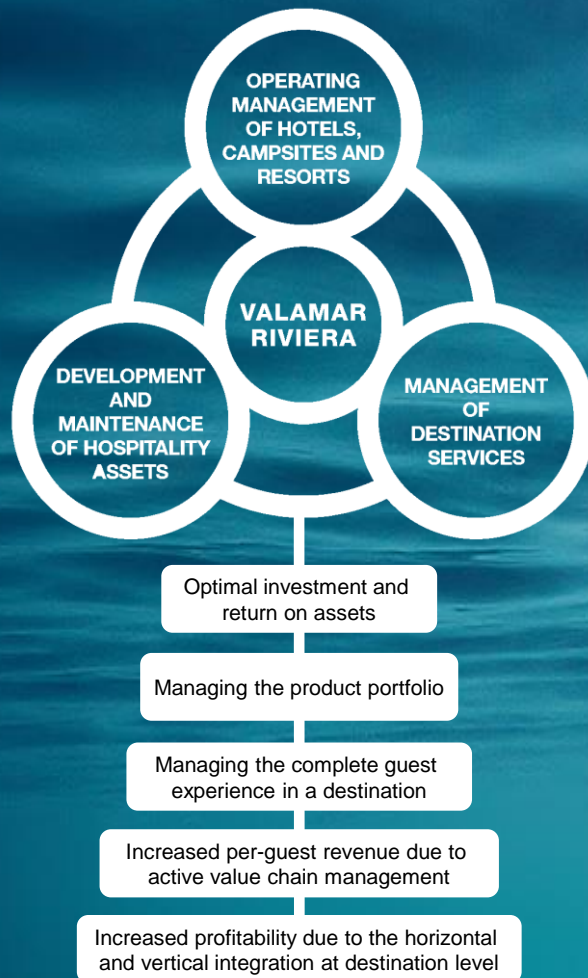 OPERATING
MANAGEMENT
OF HOTELS,
CAMPSITES AND
RESORTS
VALAMAR
RIVIERA
DEVELOPMENT
AND
MAINTENANCE
OF HOSPITALITY
ASSETS
MANAGEMENT
OF
DESTINATION
SERVICES
Optimal investment and
return on assets
Managing the product portfolio
Managing the complete guest
experience in a destination
Increased per-guest revenue due to
active value chain management
Increased profitability due to the horizontal
and vertical integration at destination level